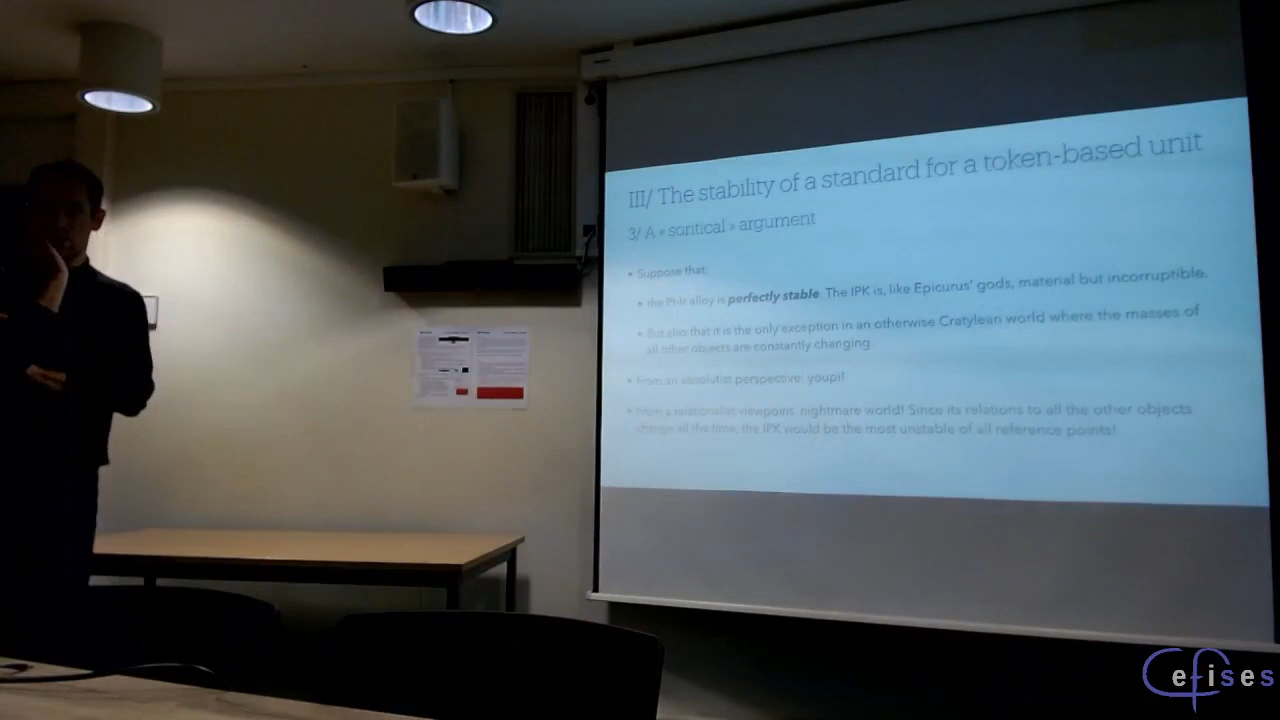 III/ The stability of a standard for a token-based unit
3/ A « soritical » argument
• Suppose that:
• the Pt-Ir alloy is perfectly stable. The IPK is, like Epicurus' gods, material but incorruptible.
• But also that it is the only exception in an otherwise Cratylean world where the masses of
all other objects are constantly changing.
• From an absolutist perspective: youpi!
• From a relationalist viewpoint: nightmare world! Since its relations to all the other objects
change all the time, the IPK would be the most unstable of all reference points!
Cefises